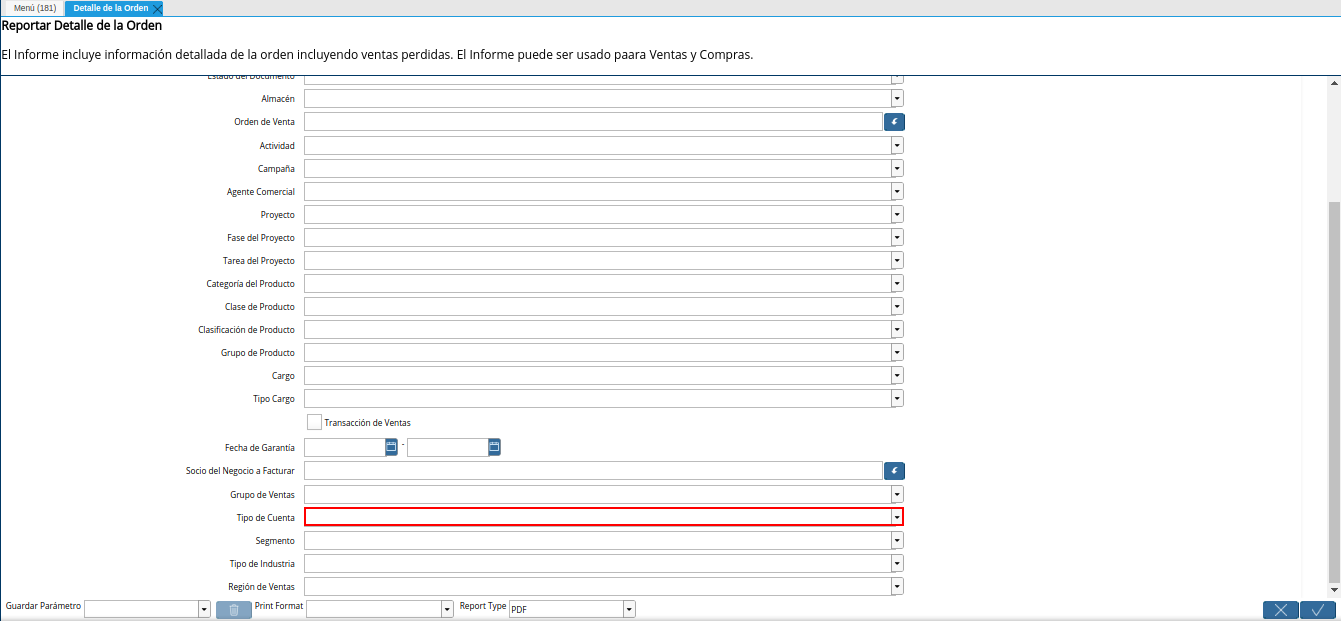 Menú (181)
Detalle de la Orden
Reportar Detalle de la Orden
El Informe incluye información detallada de la orden incluyendo ventas perdidas. El Informe puede ser usado paara Ventas y Compras.
Estado del Documento
Almacén
Orden de Venta
Actividad
Campaña
Agente Comercial
Proyecto
Fase del Proyecto
Tarea del Proyecto
Categoría del Producto
Clase de Producto
Clasificación de Producto
Grupo de Producto
Cargo
Tipo Cargo
Transacción de Ventas
Fecha de Garantía -
Socio del Negocio a Facturar
Grupo de Ventas
Tipo de Cuenta
Segmento
Tipo de Industria
Región de Ventas
Guardar Parámetro Print Format Report Type PDF